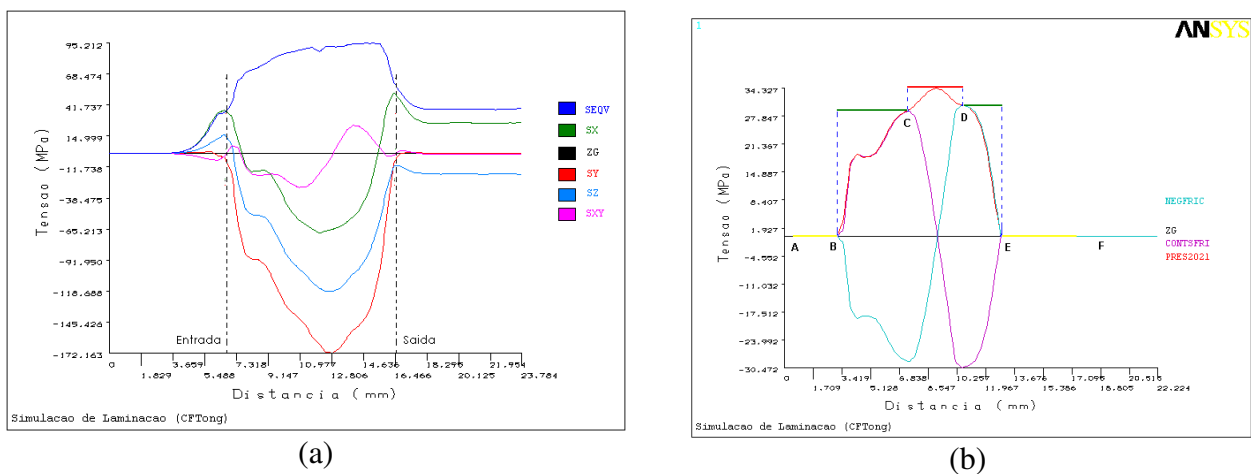 95.212
68.474
41.737
14.999
-11.738
-38.475
-65.213
-91.950
-118.688
-145.426
-172.163
Tensao (MPa)
Entrada
Saida
0
1.829
3.659
5.488
7.318
9.147
10.977
12.806
14.636
16.466
18.295
20.125
21.954
23.784
Distancia (mm)
SEQV
SX
ZG
SY
SZ
SXY
Simulacao de Laminacao (CFTong)
(a)
1
ANSYS
34.327
27.847
21.367
14.887
8.407
1.927
-4.552
-11.032
-17.512
-23.992
-30.472
Tensao (MPa)
A
B
C
D
E
F
0
1.709
3.419
5.128
6.838
8.547
10.257
11.967
13.676
15.386
17.095
18.805
20.515
22.224
Distancia (mm)
NEGFRIC
ZG
CONTSFRI
PRES2021
Simulacao de Laminacao (CFTong)
(b)